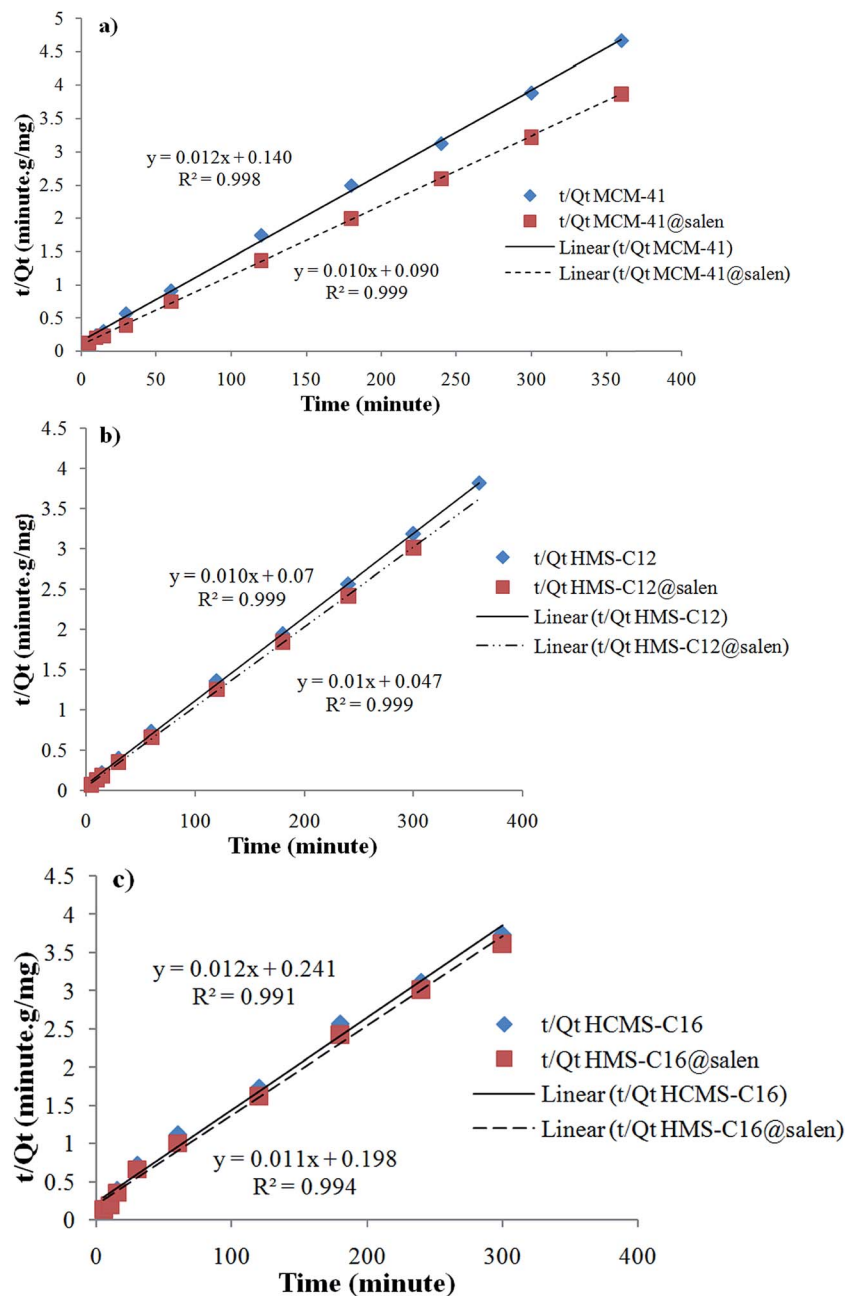 a)
t/Qt (minute.g/mg)
5
4.5
4
3.5
3
2.5
2
1.5
1
0.5
0
y = 0.012x + 0.140
R² = 0.998
y = 0.010x + 0.090
R² = 0.999
t/Qt MCM-41
t/Qt MCM-41@salen
Linear (t/Qt MCM-41)
Linear (t/Qt MCM-41@salen)
0 50 100 150 200 250 300 350 400
Time (minute)
b)
t/Qt (minute.g/mg)
4.5
4
3.5
3
2.5
2
1.5
1
0.5
0
y = 0.010x + 0.07
R² = 0.999
y = 0.01x + 0.047
R² = 0.999
t/Qt HMS-C12
t/Qt HMS-C12@salen
Linear (t/Qt HMS-C12)
Linear (t/Qt HMS-C12@salen)
0 100 200 300 400
Time (minute)
c)
t/Qt (minute.g/mg)
4.5
4
3.5
3
2.5
2
1.5
1
0.5
0
y = 0.012x + 0.241
R² = 0.991
y = 0.011x + 0.198
R² = 0.994
t/Qt HCMS-C16
t/Qt HMS-C16@salen
Linear (t/Qt HCMS-C16)
Linear (t/Qt HMS-C16@salen)
0 100 200 300 400
Time (minute)